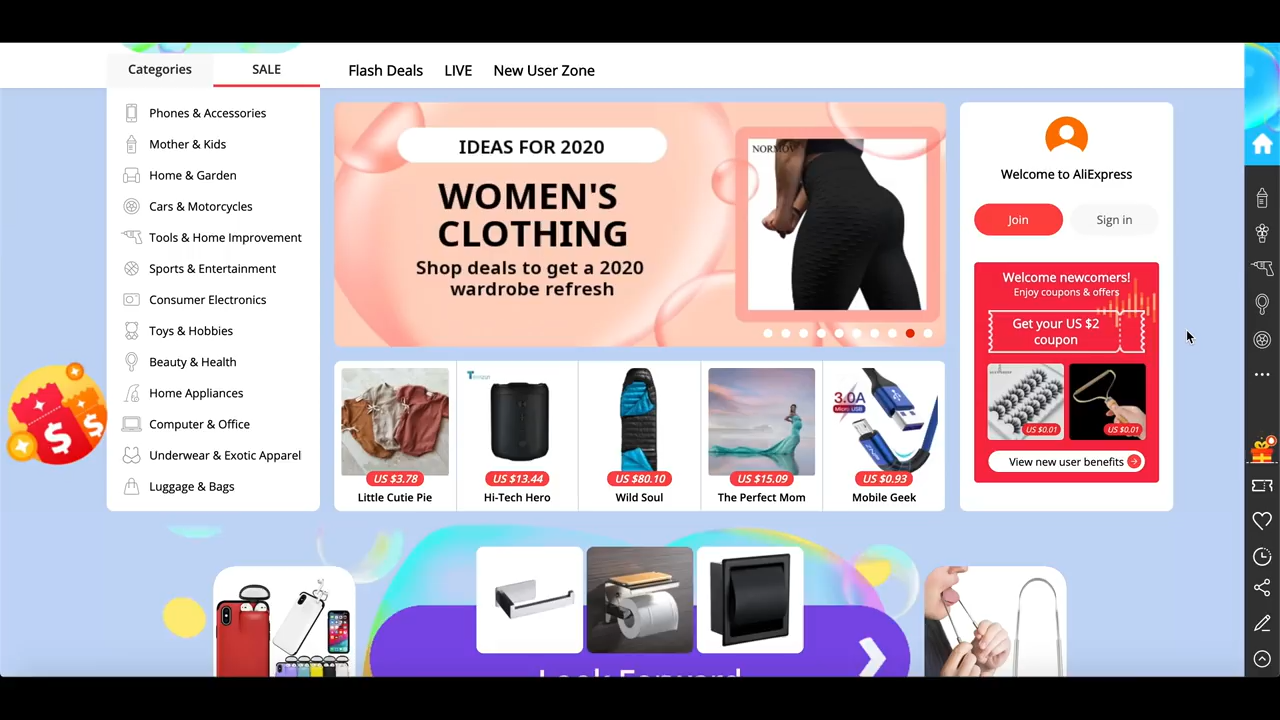 Categories
SALE
Flash Deals
LIVE
New User Zone
Phones & Accessories
Mother & Kids
Home & Garden
Cars & Motorcycles
Tools & Home Improvement
Sports & Entertainment
Consumer Electronics
Toys & Hobbies
Beauty & Health
Home Appliances
Computer & Office
Underwear & Exotic Apparel
Luggage & Bags
IDEAS FOR 2020
WOMEN'S
CLOTHING
Shop deals to get a 2020
wardrobe refresh
NORMOV
Welcome to AliExpress
Join
Sign in
Welcome newcomers!
Enjoy coupons & offers
Get your US $2
coupon
US $0.01
US $0.01
View new user benefits
3.0A
Micro USB
US $3.78
US $13.44
US $80.10
US $15.09
US $0.93
Little Cutie Pie
Hi-Tech Hero
Wild Soul
The Perfect Mom
Mobile Geek
Look Forward